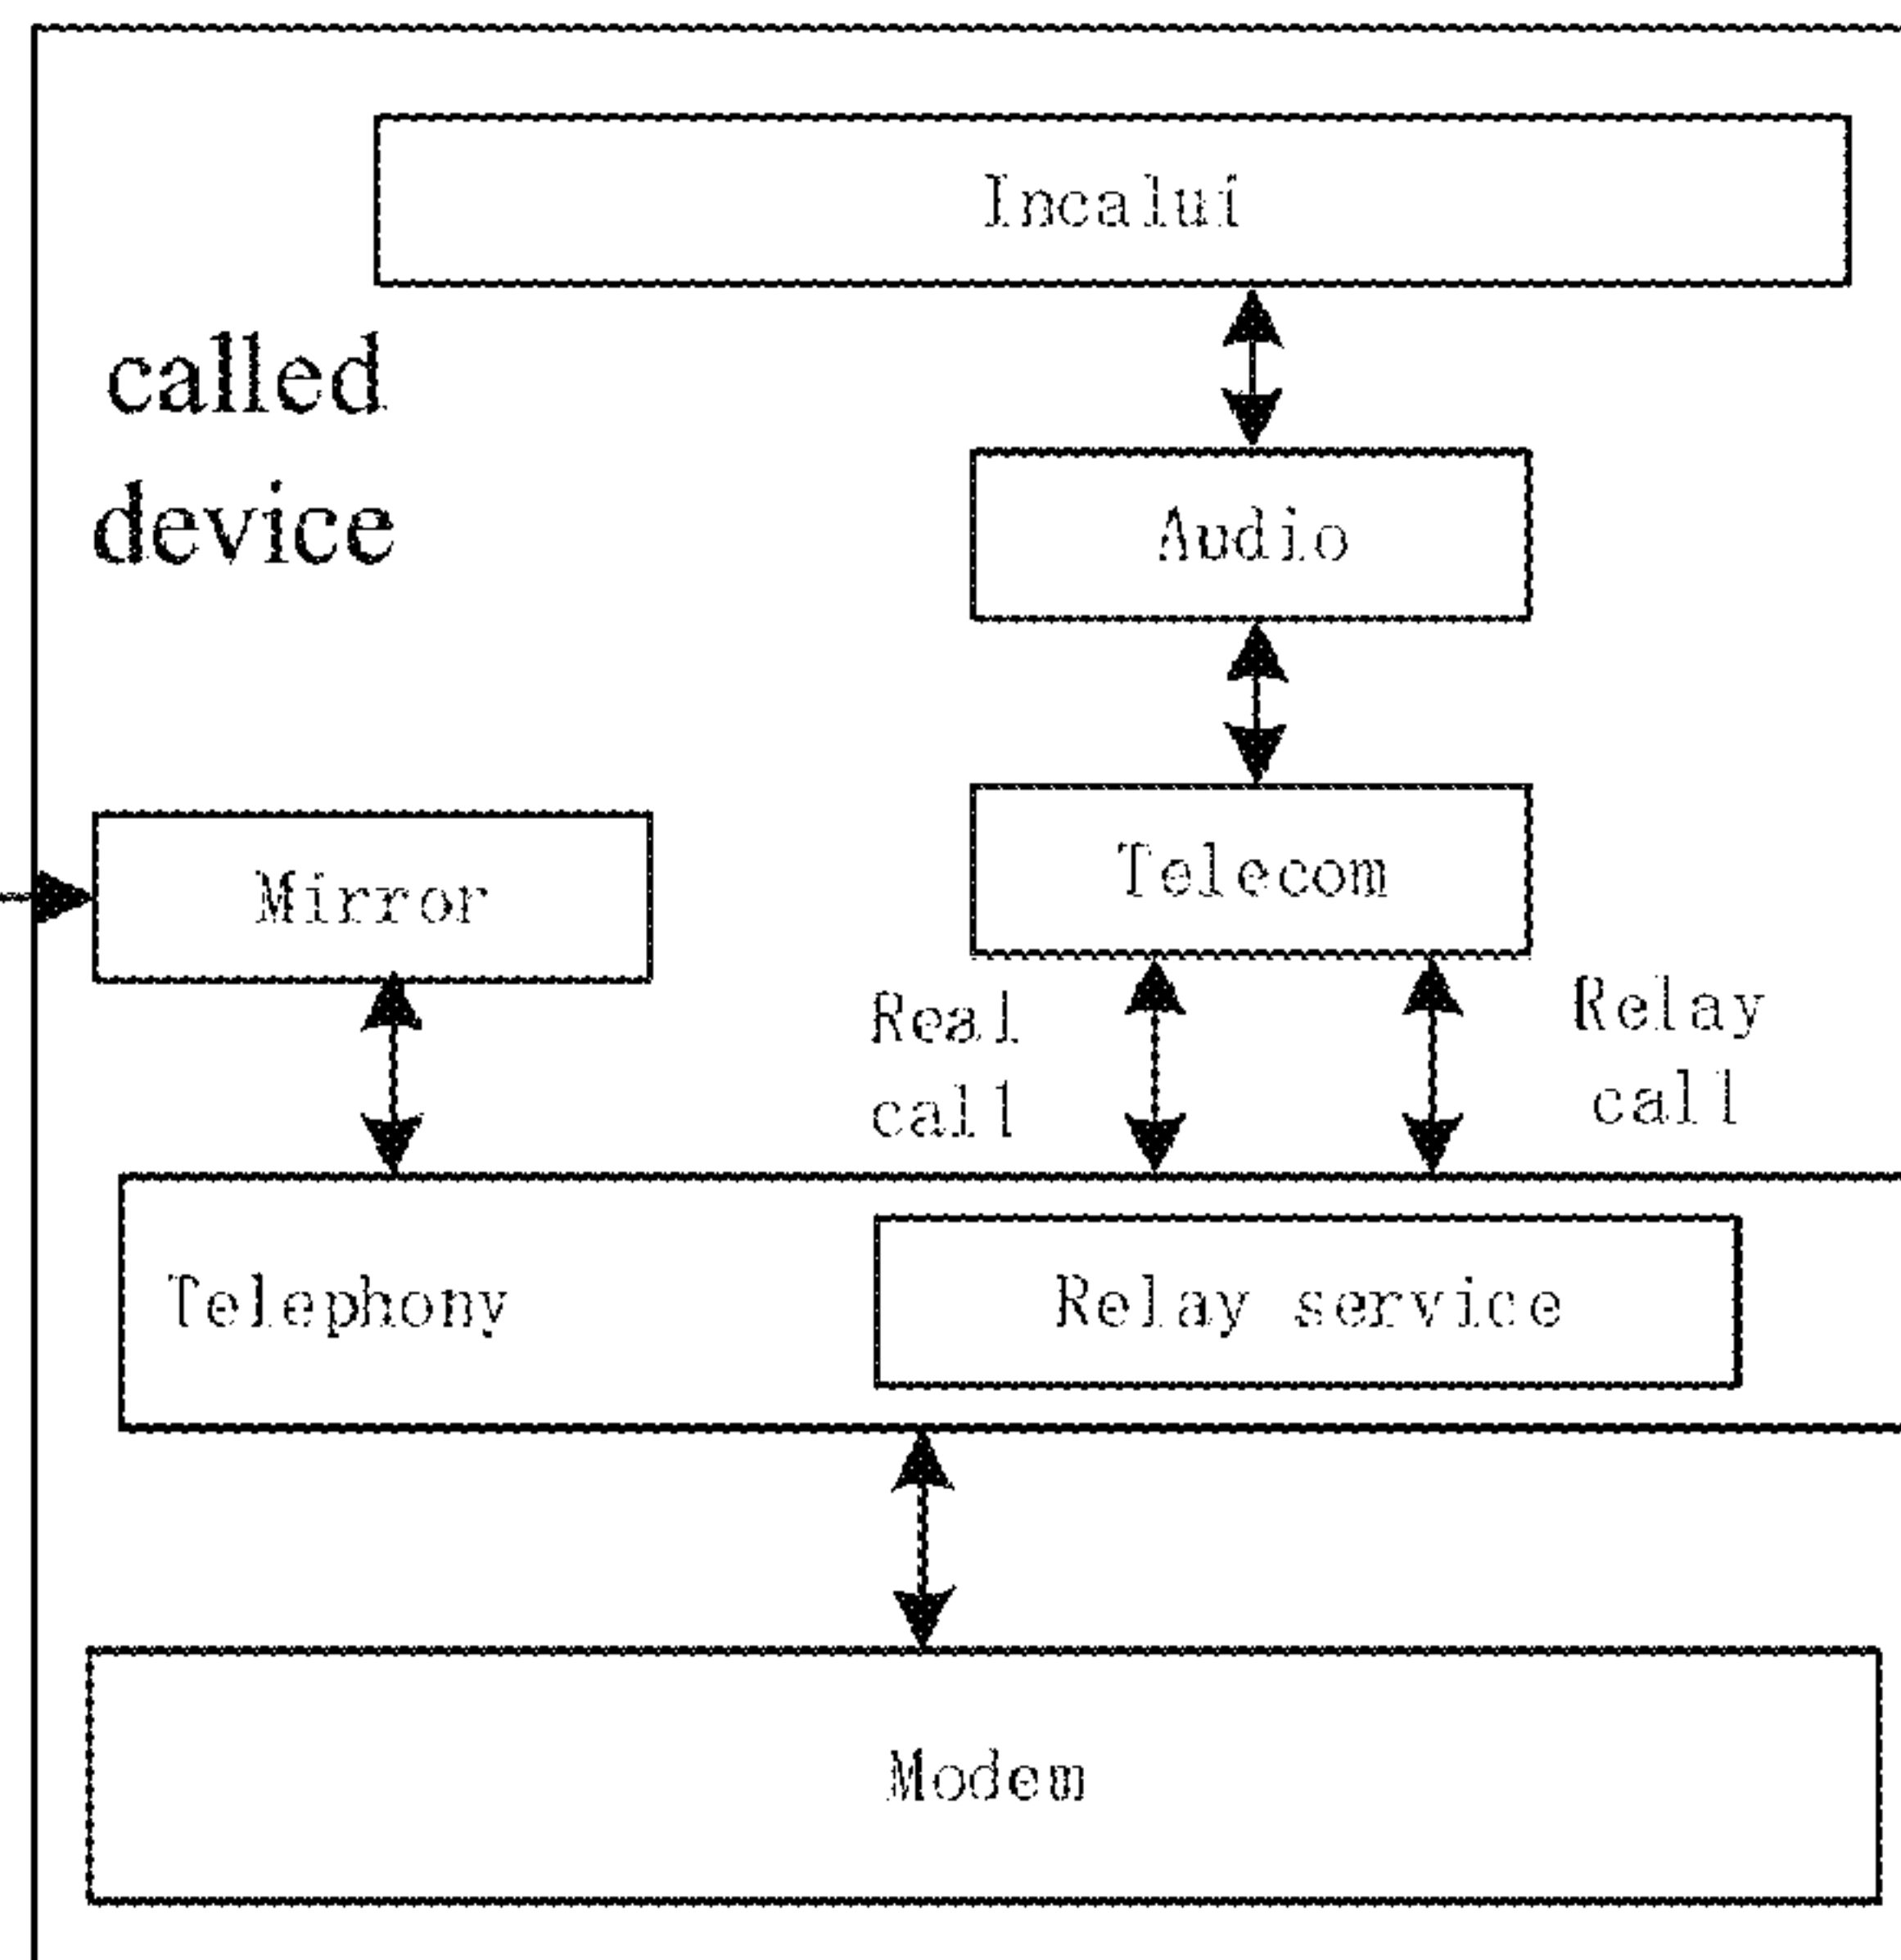 Incalui
called
device
Audio
Telecom
Mirror
Real
call
Relay
call
Telephony
Relay service
Modem